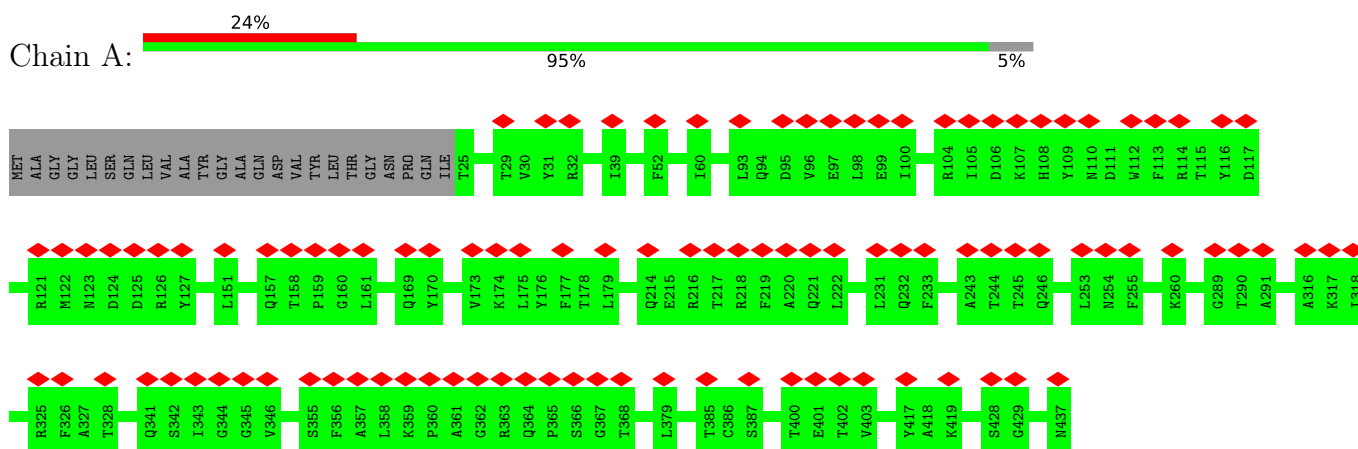 24%
Chain A:
95% 5%
MET ALA GLY GLY LEU SER GLN LEU VAL ALA TYR GLY ALA GLN ASP VAL TYR LEU THR GLY ASN PRO GLN ILE T25 T29 V30 Y31 R32 I39 F52 I60 L93 Q94 D95 V96 E97 L98 E99 I100 R104 I105 D106 K107 H108 Y109 N110 D111 W112 F113 R114 T115 Y116 D117
R121 M122 N123 D124 D125 R126 Y127 L151 Q157 T158 P159 G160 L161 Q169 Y170 V173 K174 L175 Y176 F177 T178 L179 Q214 E215 R216 T217 R218 F219 A220 Q221 L222 L231 Q232 F233 A243 T244 T245 Q246 L253 N254 F255 K260 G289 T290 A291 A316 K317 T318
R325 F326 A327 T328 Q341 S342 I343 G344 G345 V346 S355 F356 A357 L358 K359 P360 A361 G362 R363 Q364 P365 S366 G367 T368 L379 T385 C386 S387 T400 E401 T402 V403 Y417 A418 K419 S428 G429 N437